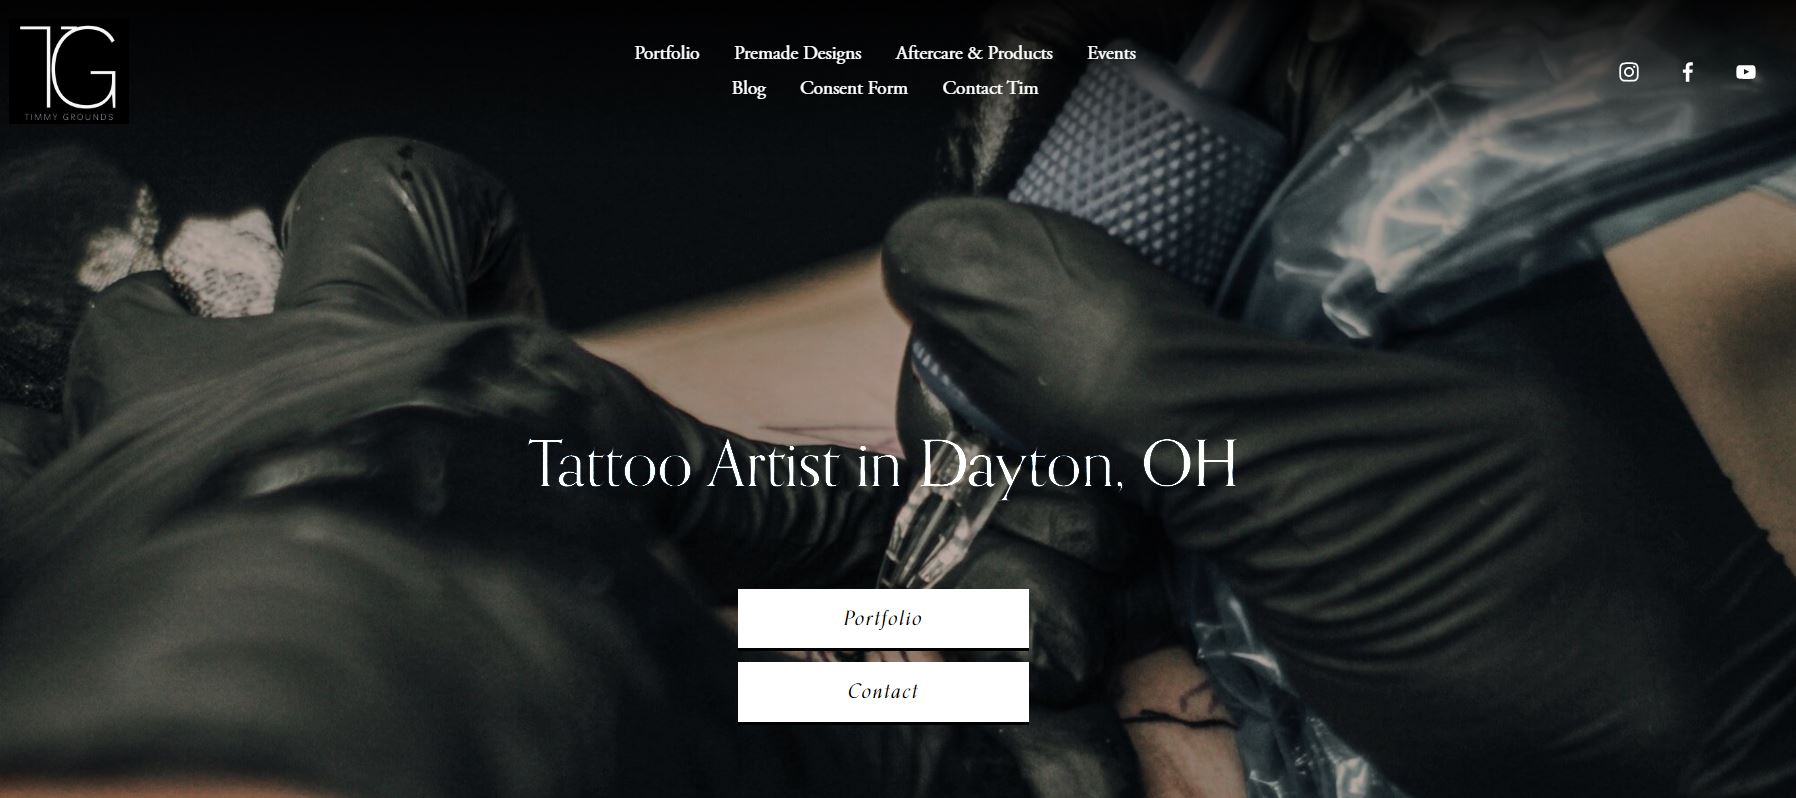 TG
TIMMY GROUNDS
Portfolio Premade Designs Aftercare & Products Events
Blog Consent Form Contact Tim
Tattoo Artist in Dayton, OH
Portfolio
Contact